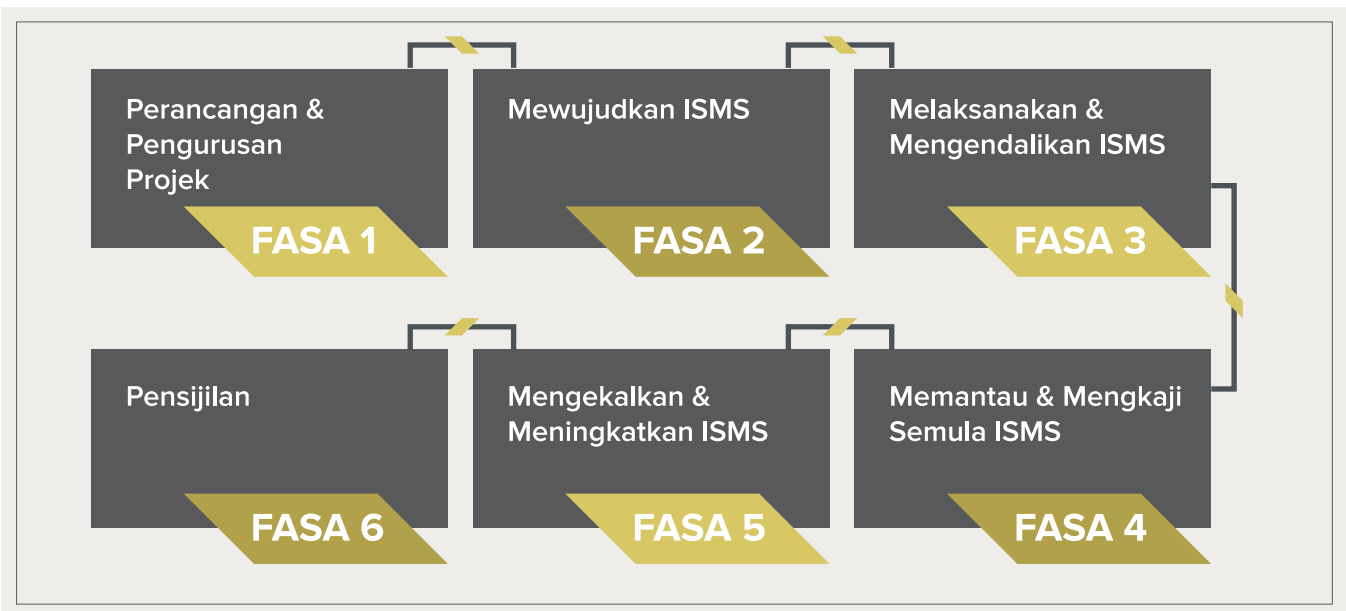 Perancangan &
Pengurusan
Projek
FASA 1
Mewujudkan ISMS
FASA 2
Melaksanakan &
Mengendalikan ISMS
FASA 3
Memantau & Mengkaji
Semula ISMS
FASA 4
Mengekalkan &
Meningkatkan ISMS
FASA 5
Pensijilan
FASA 6